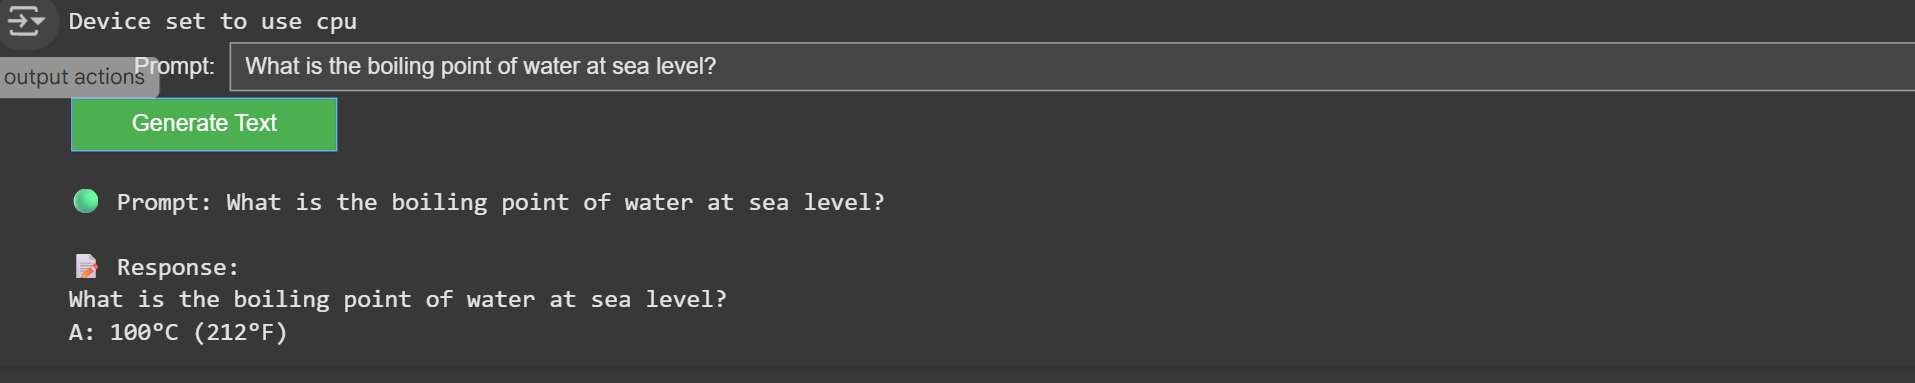 Device set to use cpu
Prompt: What is the boiling point of water at sea level?
output actions
Generate Text
Prompt: What is the boiling point of water at sea level?
Response:
What is the boiling point of water at sea level?
A: 100°C (212°F)